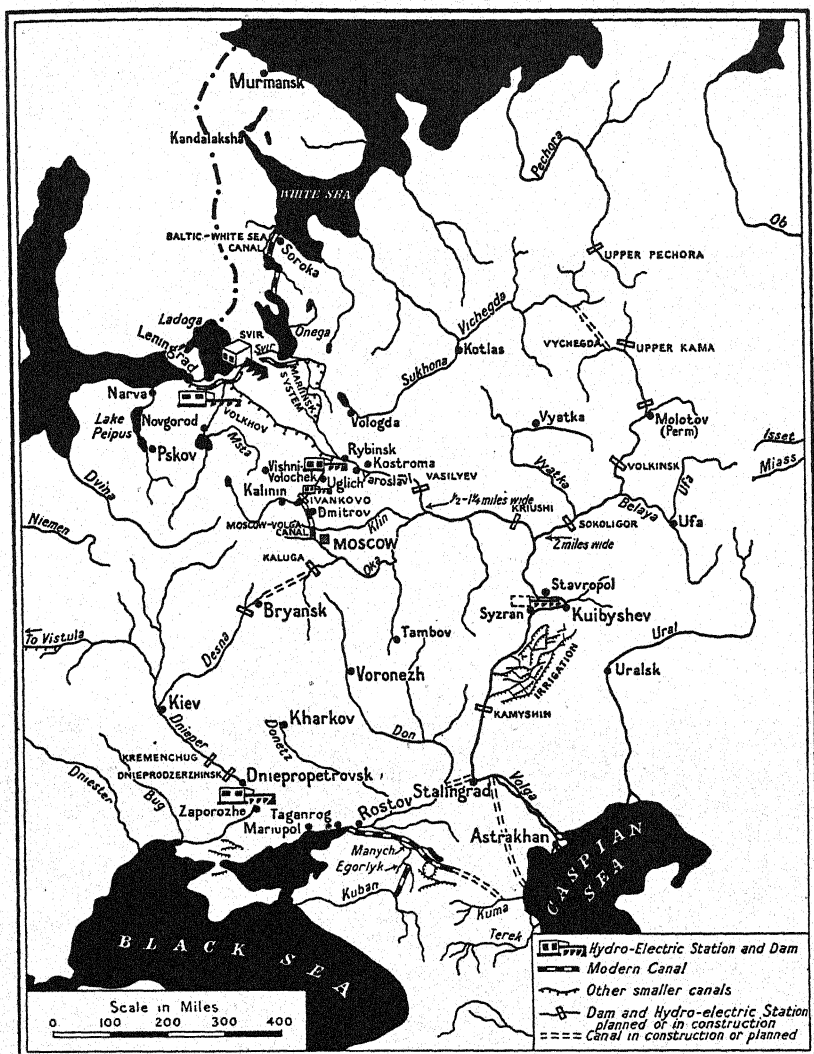 Murmansk
Kandalaksha
WHITE SEA
Pechora
Ob
BALTIC-WHITE SEA
CANAL
Soroka
UPPER PECHORA
Ladoga
Onega
Vichegda
Leningrad
SVIR
Svir
MARIINSK
SYSTEM
VYCHEGDA
UPPER KAMA
Kotlas
Sukhona
Narva
VOLKHOV
Vologda
Vyatka
Molotov
(Perm)
Lake
Peipus
Novgorod
Msta
Pskov
Rybinsk
Kostroma
Isset
Miass
Vishni-
Volochek
Uglich
Yaroslavl
VASILYEV
Vyatka
VOLKINSK
Ufa
Dvina
Kalinin
IVANKOVO
Dmitrov
½-1¼ miles wide
KRIUSHI
SOKOLIGOR
Belaya
Ufa
Niemen
MOSCOW-VOLGA
CANAL
Klin
MOSCOW
2 miles wide
KALUGA
Oka
Stavropol
Bryansk
Syzran
Kuibyshev
To Vistula
Desna
Tambov
Ural
IRRIGATION
Voronezh
Uralsk
Kiev
KAMYSHIN
Dnieper
Kharkov
Donetz
Don
KREMENCHUG
DNIEPRODZERZHINSK
Dniepropetrovsk
Stalingrad
Volga
Dniester
Bug
Zaporozhe
Taganrog
Rostov
Mariupol
Astrakhan
Manych
Egorlyk
CASPIAN
SEA
Kuban
Kuma
Terek
BLACK SEA
Hydro-Electric Station and Dam
Modern Canal
Other smaller canals
Dam and Hydro-electric Station
planned or in construction
Canal in construction or planned
Scale in Miles
0 100 200 300 400